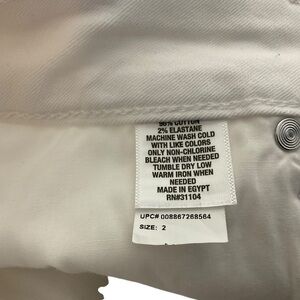 98% COTTON
2% ELASTANE
MACHINE WASH COLD
WITH LIKE COLORS
ONLY NON-CHLORINE
BLEACH WHEN NEEDED
TUMBLE DRY LOW
WARM IRON WHEN
NEEDED
MADE IN EGYPT
RN#31104
UPC# 008867268564
SIZE: 2